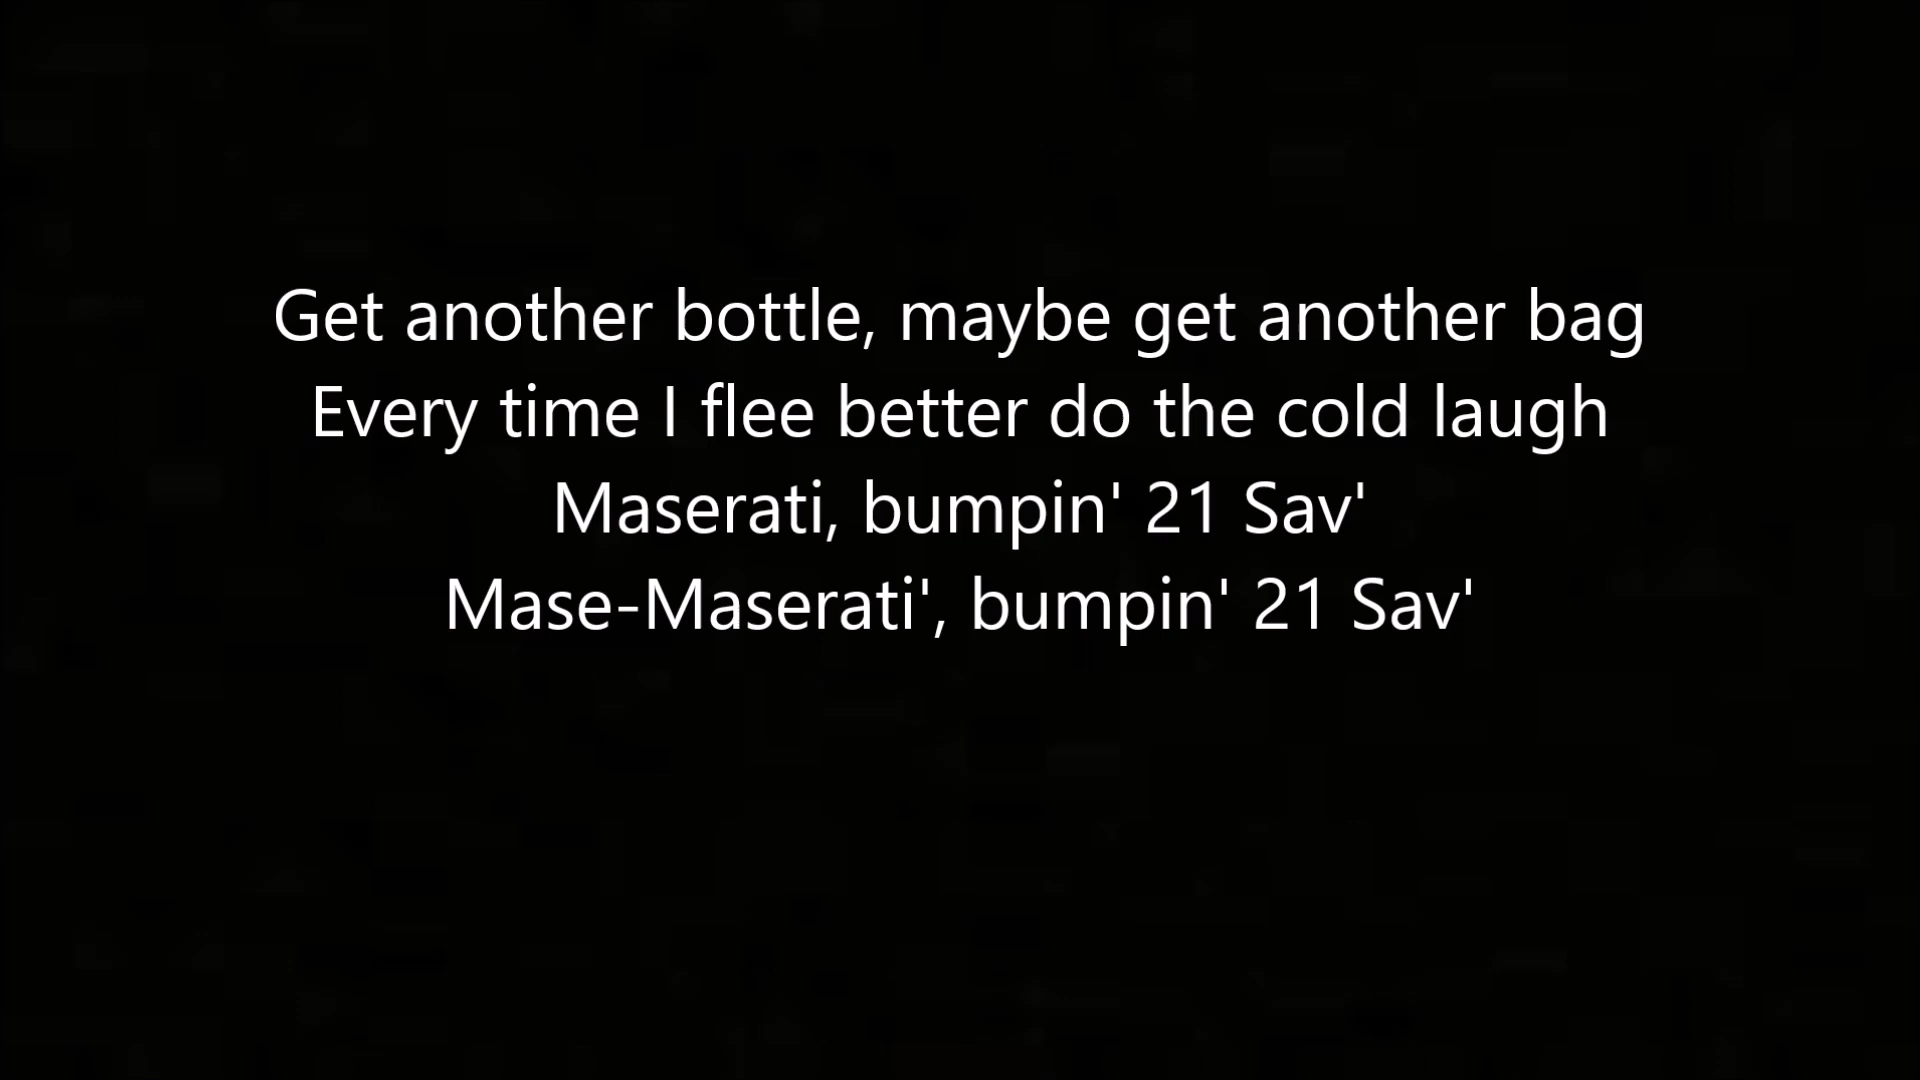 Get another bottle, maybe get another bag
Every time I flee better do the cold laugh
Maserati, bumpin' 21 Sav'
Mase-Maserati', bumpin' 21 Sav'